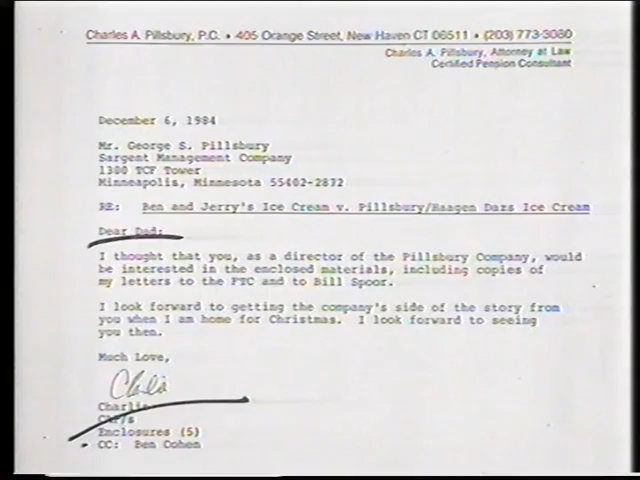 Charles A. Pillsbury, P.C. • 405 Orange Street, New Haven CT 06511 • (203) 773-3080
Charles A. Pillsbury, Attorney at Law
Certified Pension Consultant
December 6, 1984
Mr. George S. Pillsbury
Sargent Management Company
1300 TCF Tower
Minneapolis, Minnesota 55402-2872
RE: Ben and Jerry's Ice Cream v. Pillsbury/Haagen Dazs Ice Cream
Dear Dad:
I thought that you, as a director of the Pillsbury Company, would
be interested in the enclosed materials, including copies of
my letters to the FTC and to Bill Spoor.
I look forward to getting the company's side of the story from
you when I am home for Christmas. I look forward to seeing
you then.
Much Love,
Charlie
Charlie
CAP/s
Enclosures (5)
CC: Ben Cohen